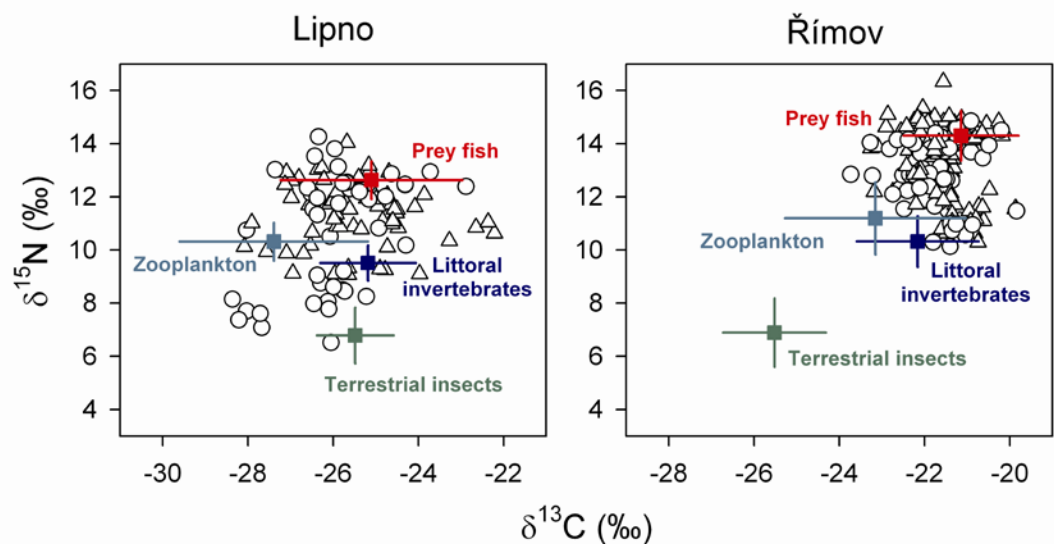 Lipno
Římov
16
14
12
10
8
6
4
δ15N (‰)
Prey fish
Zooplankton
Littoral
invertebrates
Terrestrial insects
-30
-28
-26
-24
-22
16
14
12
10
8
6
4
Prey fish
Zooplankton
Littoral
invertebrates
Terrestrial insects
-28
-26
-24
-22
-20
δ13C (‰)